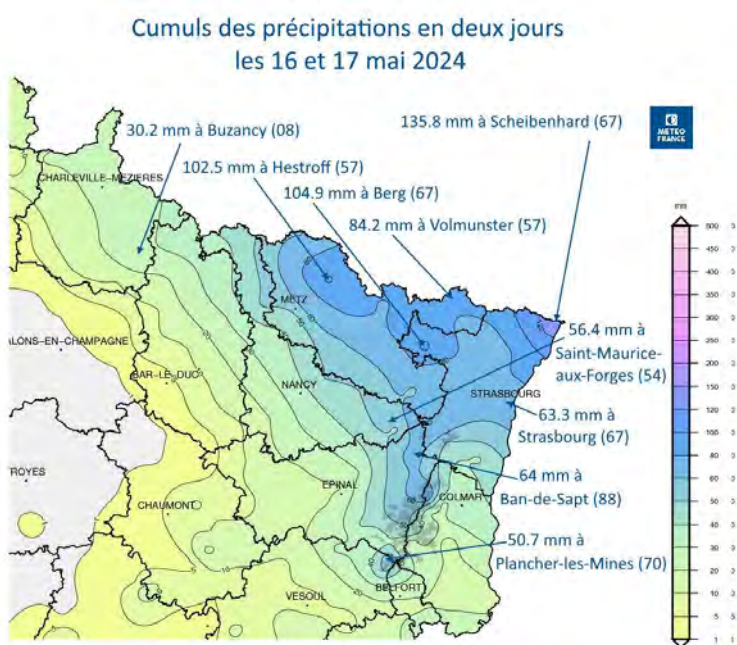 Cumuls des précipitations en deux jours
les 16 et 17 mai 2024
135.8 mm à Scheibenhard (67)
METEO
FRANCE
30.2 mm à Buzancy (08)
102.5 mm à Hestroff (57)
104.9 mm à Berg (67)
84.2 mm à Volmunster (57)
CHARLEVILLE-MEZIERES
METZ
56.4 mm à
Saint-Maurice-
aux-Forges (54)
ALONS-EN-CHAMPAGNE
BAR-LE-DUC
NANCY
STRASBOURG
63.3 mm à
Strasbourg (67)
TROYES
EPINAL
64 mm à
Ban-de-Sapt (88)
CHAUMONT
COLMAR
50.7 mm à
Plancher-les-Mines (70)
VESOUL
BELFORT
mm
500
450
400
350
300
250
200
150
120
100
80
60
50
40
30
20
10
5
1